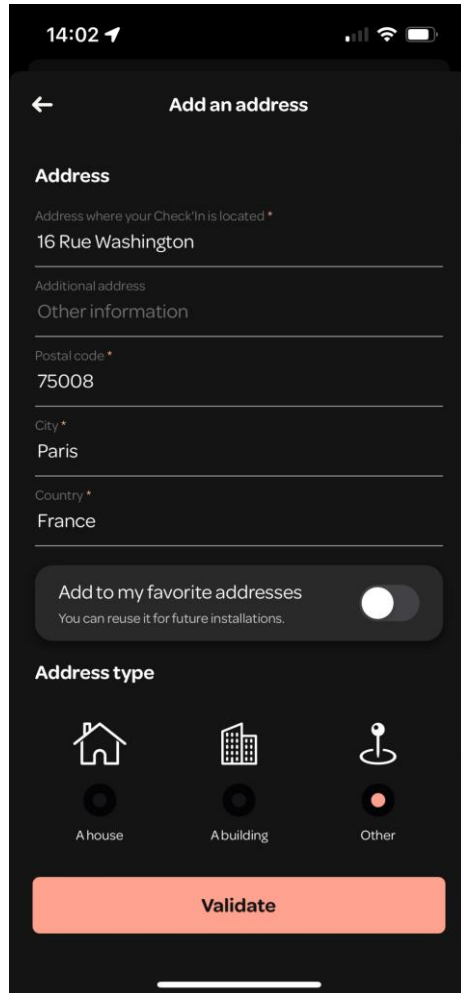 14:02
Add an address
Address
Address where your Check'In is located *
16 Rue Washington
Additional address
Other information
Postal code *
75008
City *
Paris
Country *
France
Add to my favorite addresses
You can reuse it for future installations.
Address type
A house
A building
Other
Validate